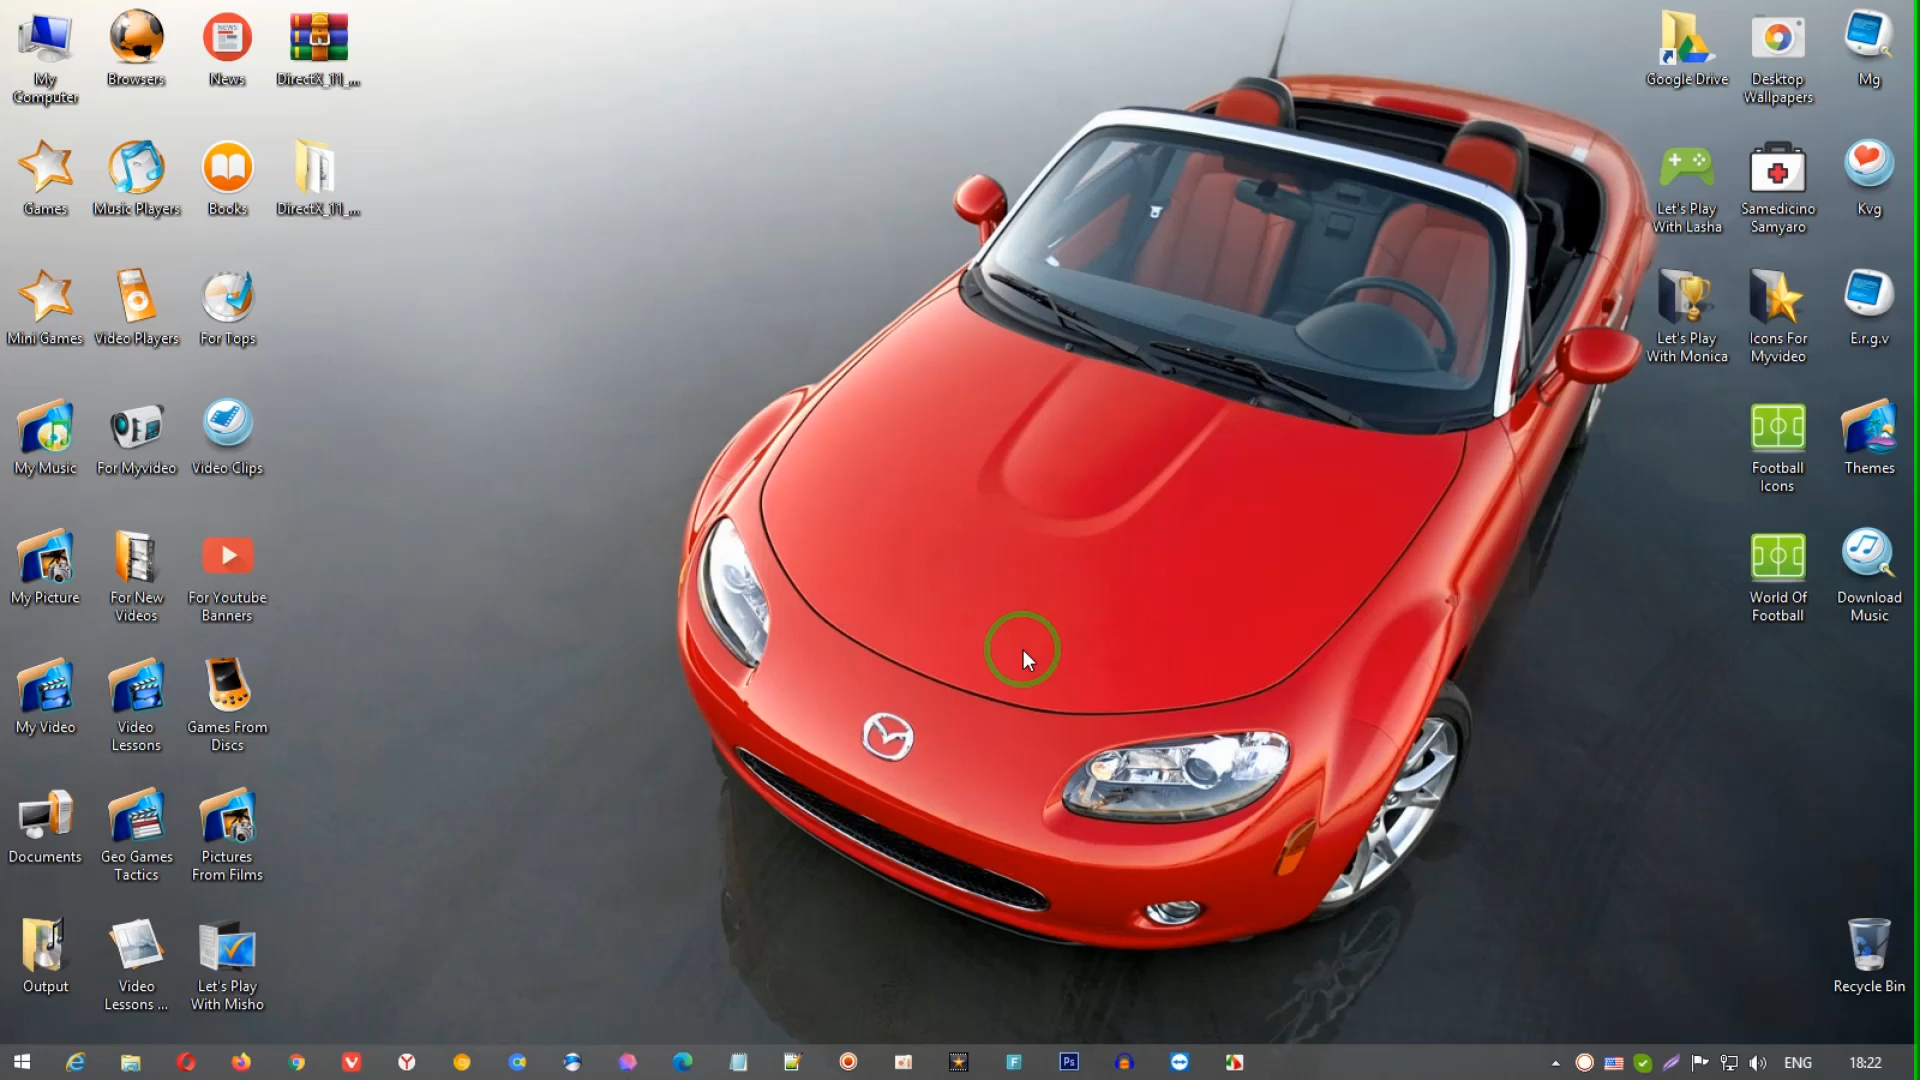 My
Computer
Browsers
News
DirectX_11_...
Games
Music Players
Books
DirectX_11_...
Mini Games
Video Players
For Tops
My Music
For Myvideo
Video Clips
My Picture
For New
Videos
For Youtube
Banners
My Video
Video
Lessons
Games From
Discs
Documents
Geo Games
Tactics
Pictures
From Films
Output
Video
Lessons ...
Let's Play
With Misho
Google Drive
Desktop
Wallpapers
Mg
Let's Play
With Lasha
Samedicino
Samyaro
Kvg
Let's Play
With Monica
Icons For
Myvideo
E.r.g.v
Football
Icons
Themes
World Of
Football
Download
Music
Recycle Bin
NEWS
Ps
F
ENG
18:22